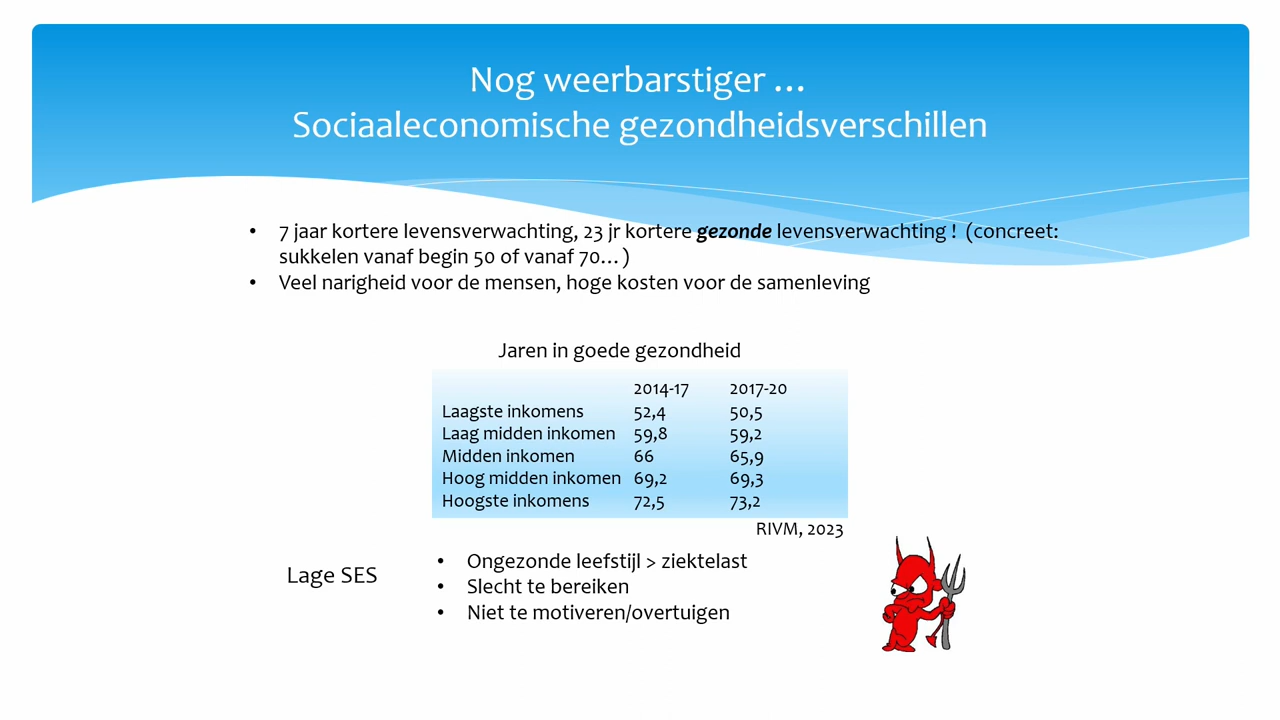 Nog weerbarstiger …
Sociaaleconomische gezondheidsverschillen
• 7 jaar kortere levensverwachting, 23 jr kortere gezonde levensverwachting ! (concreet:
sukkelen vanaf begin 50 of vanaf 70… )
• Veel narigheid voor de mensen, hoge kosten voor de samenleving
Jaren in goede gezondheid
2014-17 2017-20
Laagste inkomens 52,4 50,5
Laag midden inkomen 59,8 59,2
Midden inkomen 66 65,9
Hoog midden inkomen 69,2 69,3
Hoogste inkomens 72,5 73,2
RIVM, 2023
Lage SES
• Ongezonde leefstijl > ziektelast
• Slecht te bereiken
• Niet te motiveren/overtuigen